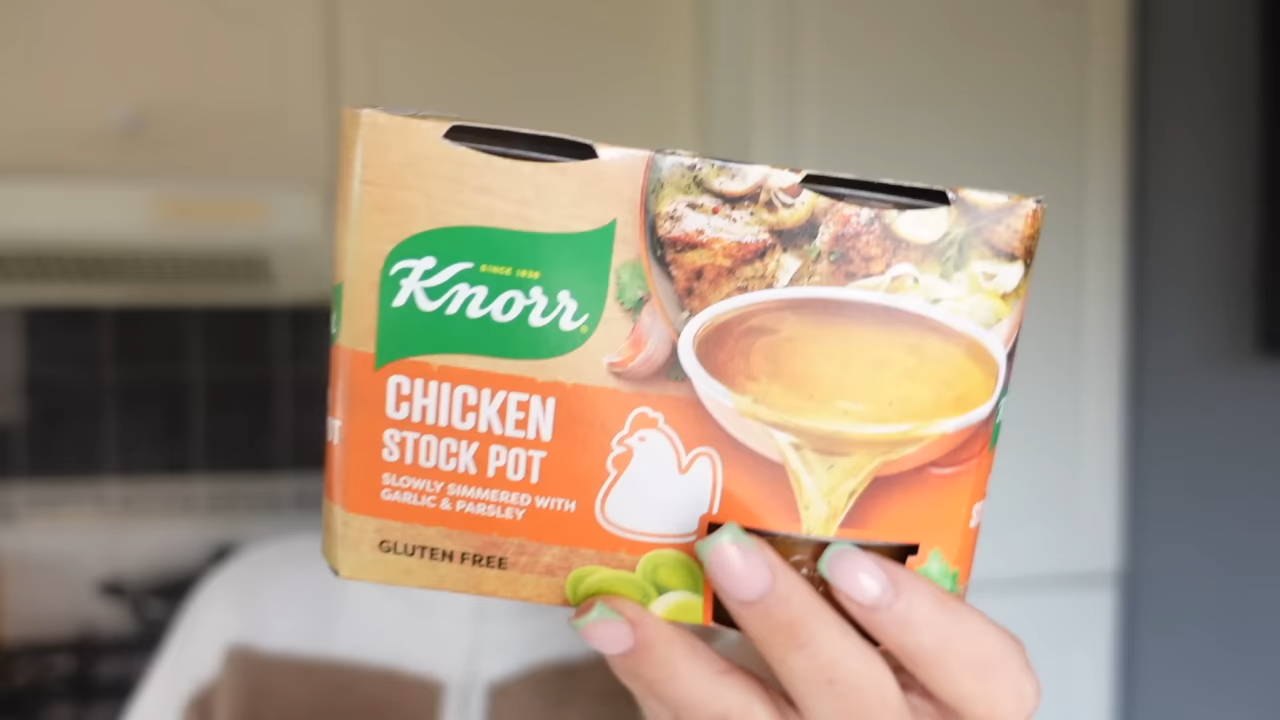 SINCE 1838
Knorr
CHICKEN
STOCK POT
SLOWLY SIMMERED WITH
GARLIC & PARSLEY
GLUTEN FREE